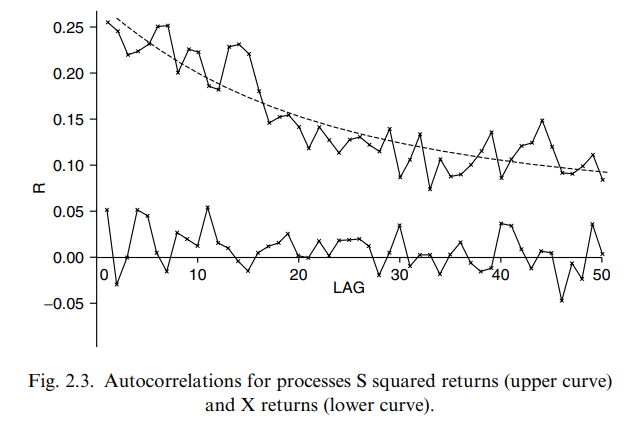 0.25
0.20
0.15
0.10
R
0.05
0.00
0 10 20 30 40 50
LAG
−0.05
Fig. 2.3. Autocorrelations for processes S squared returns (upper curve)
and X returns (lower curve).